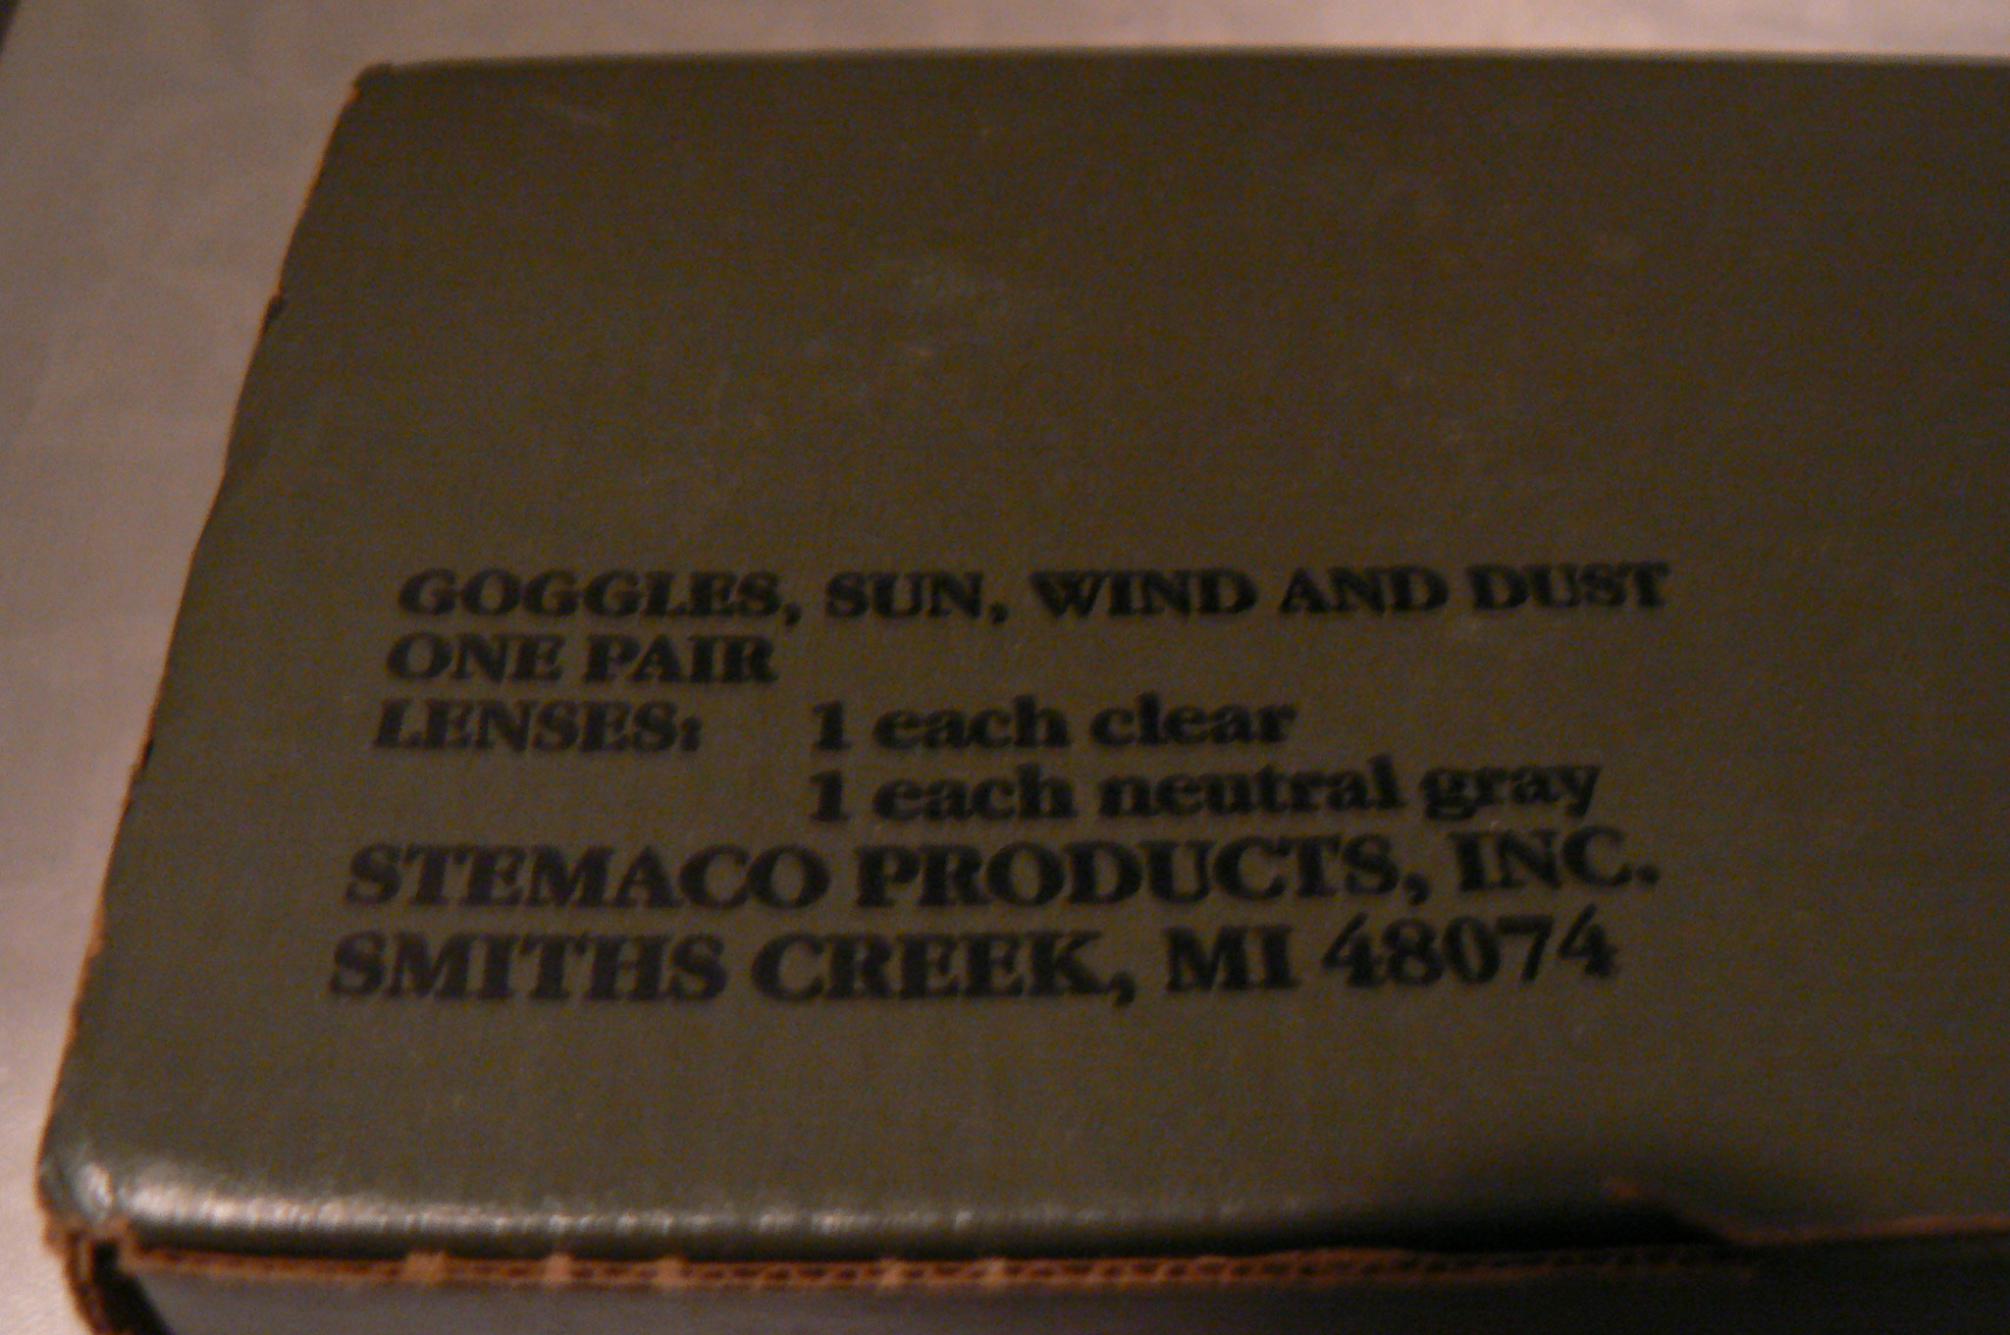 GOGGLES, SUN, WIND AND DUST
ONE PAIR
LENSES: 1 each clear
1 each neutral gray
STEMACO PRODUCTS, INC.
SMITHS CREEK, MI 48074